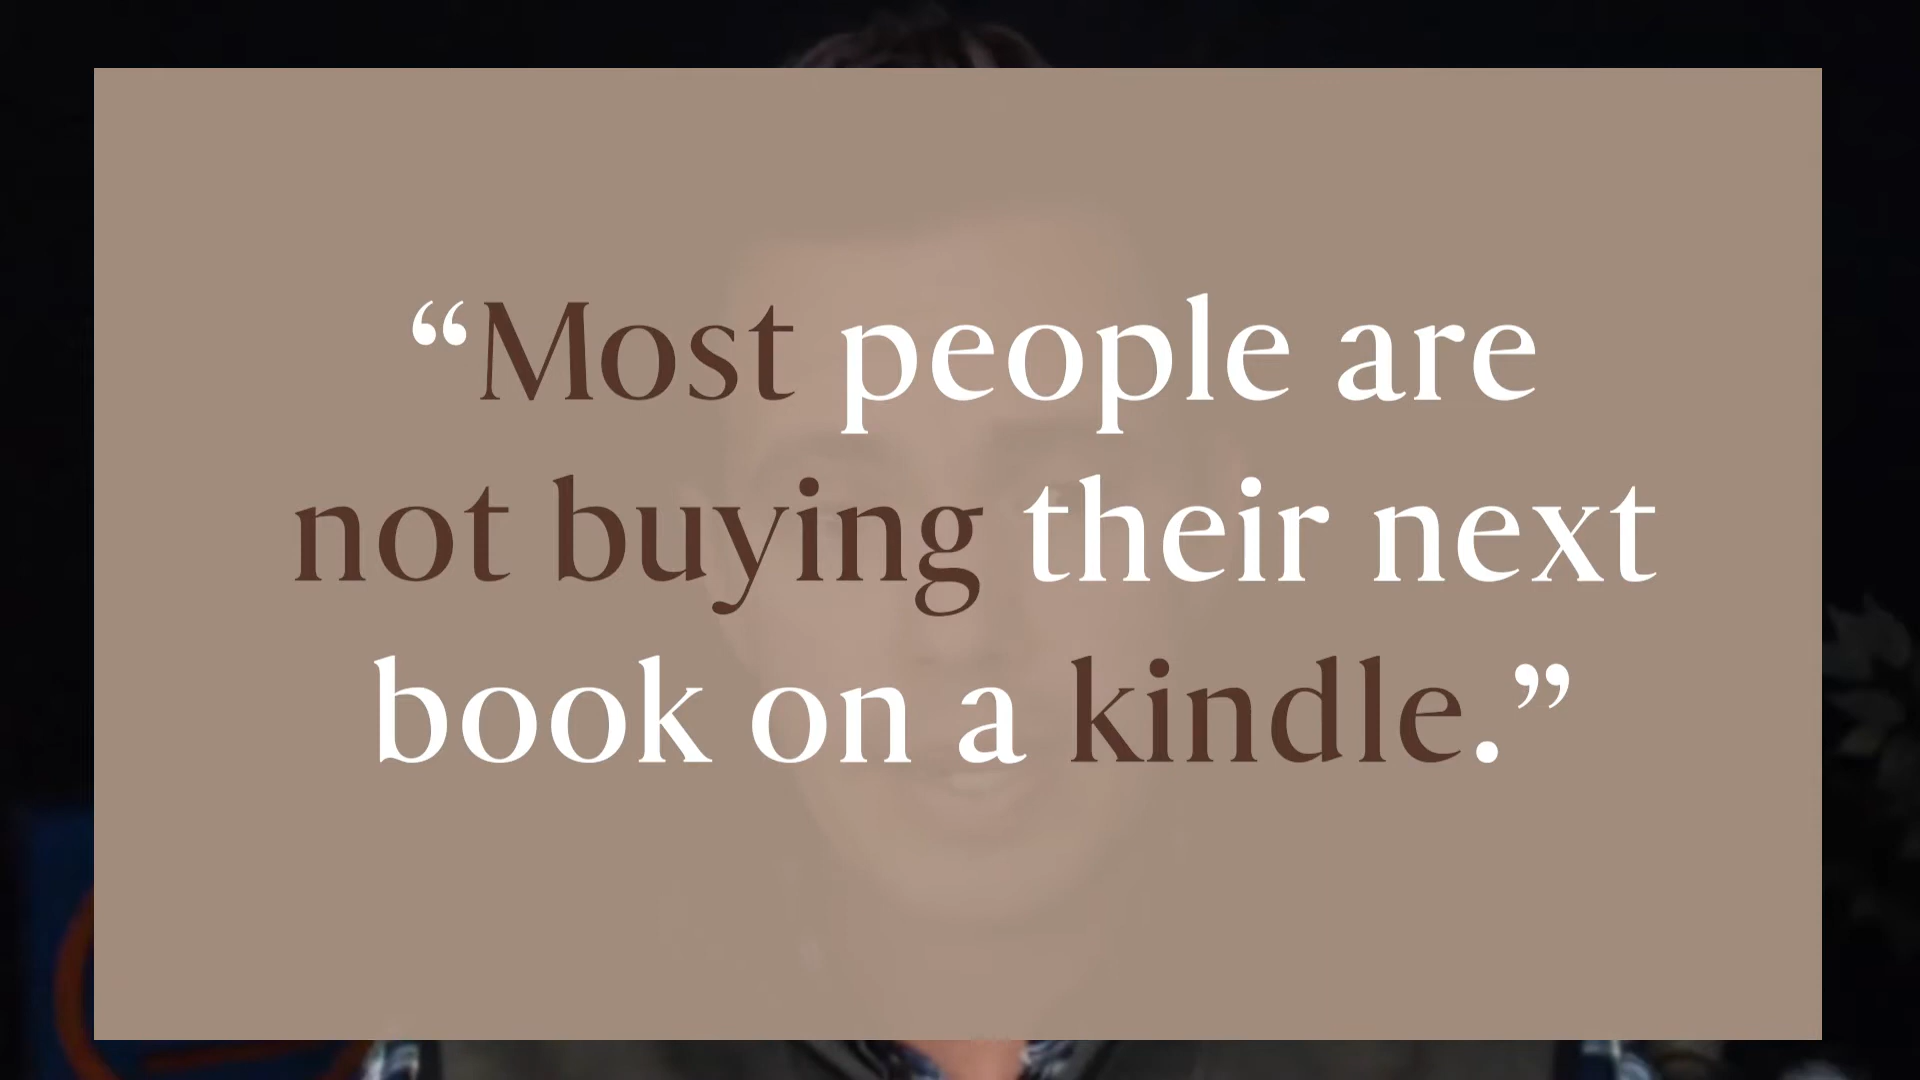 “Most people are
not buying their next
book on a kindle.”